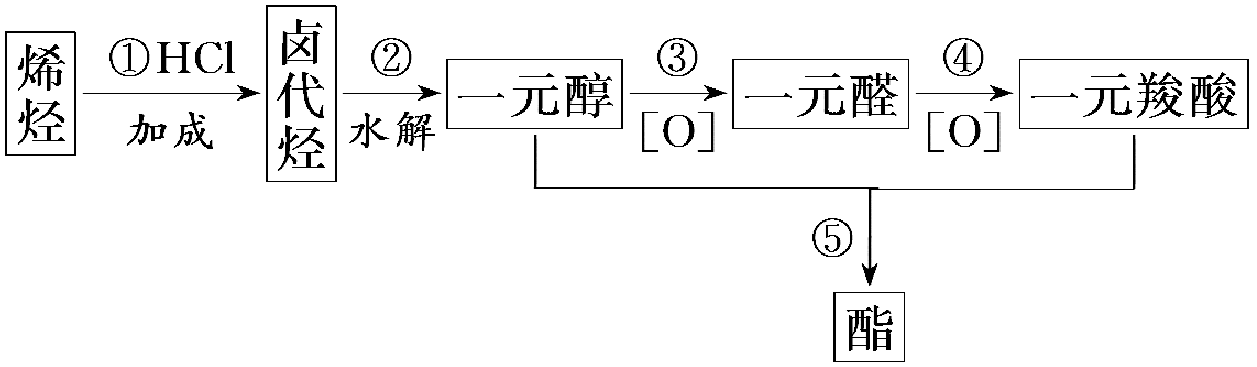 烯烃
①HCl
加成
卤代烃
②
水解
一元醇
③
[O]
一元醛
④
[O]
一元羧酸
⑤
酯